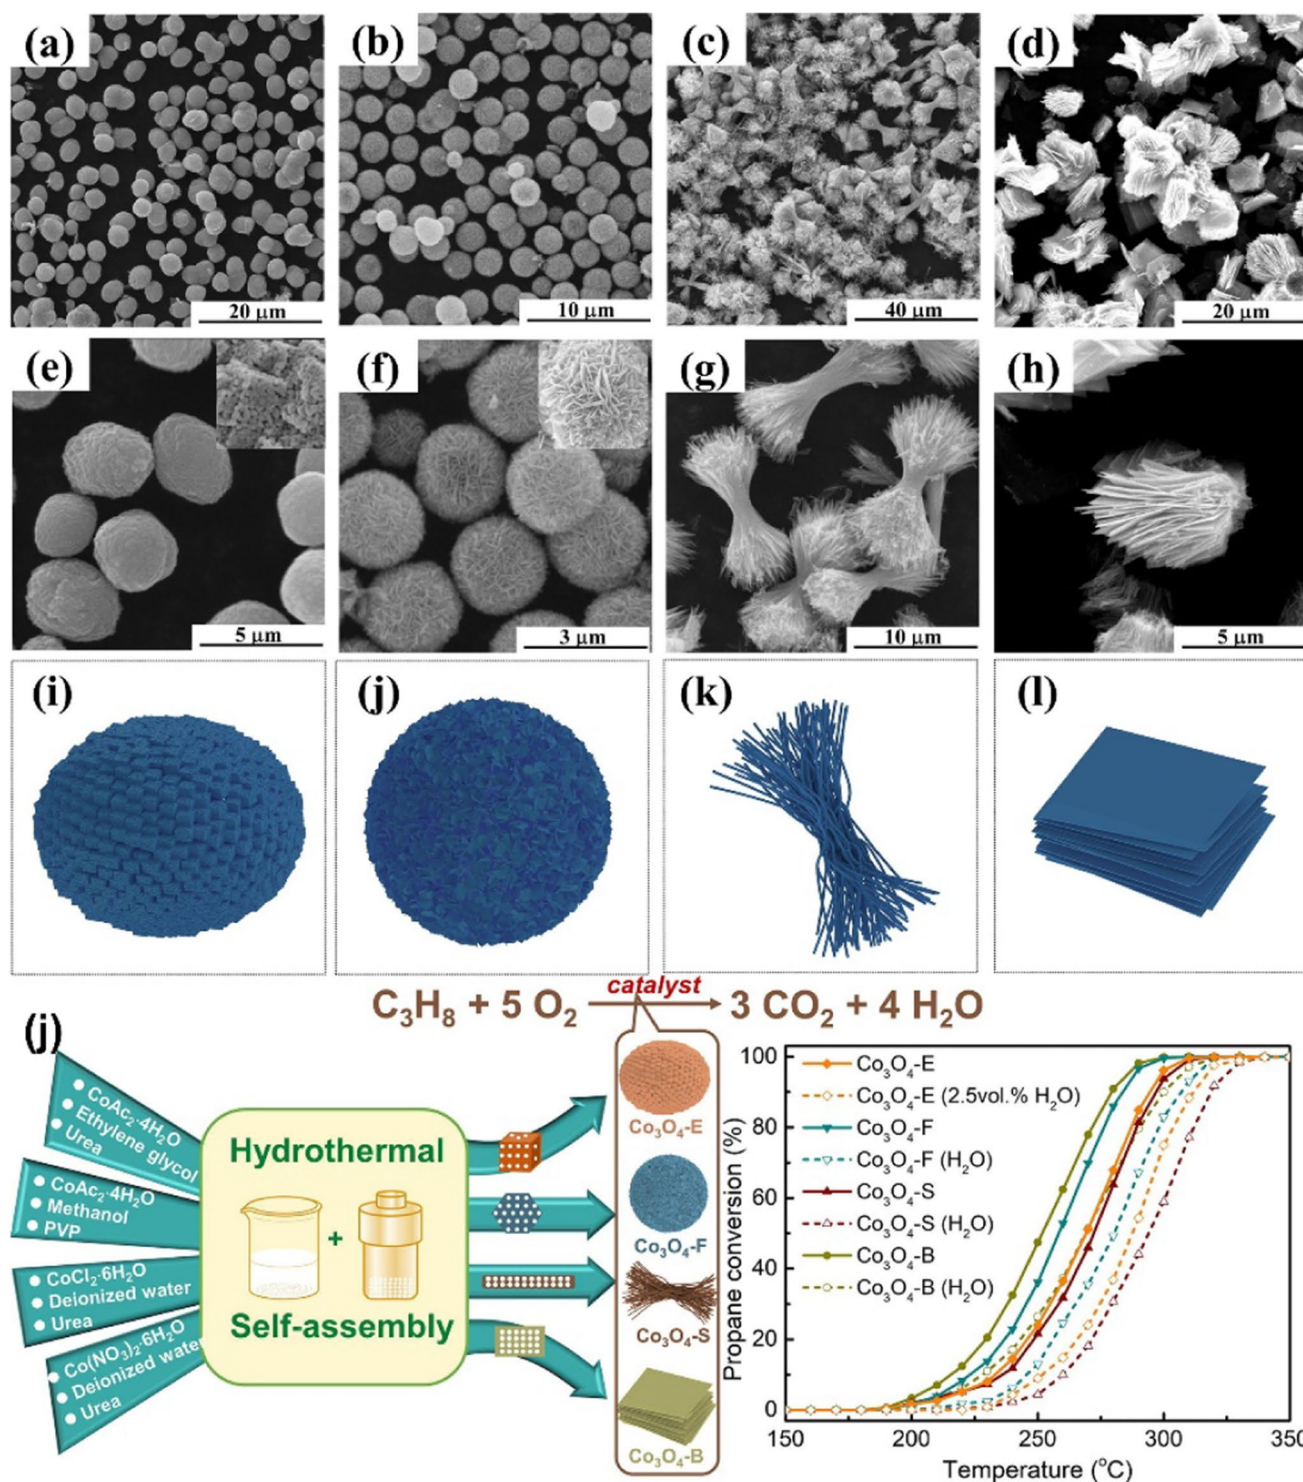 (a)
(b)
(c)
(d)
20 μm
10 μm
40 μm
20 μm
(e)
(f)
(g)
(h)
5 μm
3 μm
10 μm
5 μm
(i)
(j)
(k)
(l)
catalyst
C₃H₈ + 5 O₂ 3 CO₂ + 4 H₂O
(j)
CoAc₂·4H₂O
Ethylene glycol
Urea
CoAc₂·4H₂O
Methanol
PVP
CoCl₂·6H₂O
Deionized water
Urea
Co(NO₃)₂·6H₂O
Deionized water
Urea
Hydrothermal
+
Self-assembly
Co₃O₄-E
Co₃O₄-F
Co₃O₄-S
Co₃O₄-B
Propane conversion (%)
100
80
60
40
20
0
Co₃O₄-E
Co₃O₄-E (2.5vol.% H₂O)
Co₃O₄-F
Co₃O₄-F (H₂O)
Co₃O₄-S
Co₃O₄-S (H₂O)
Co₃O₄-B
Co₃O₄-B (H₂O)
150
200
250
300
350
Temperature (°C)